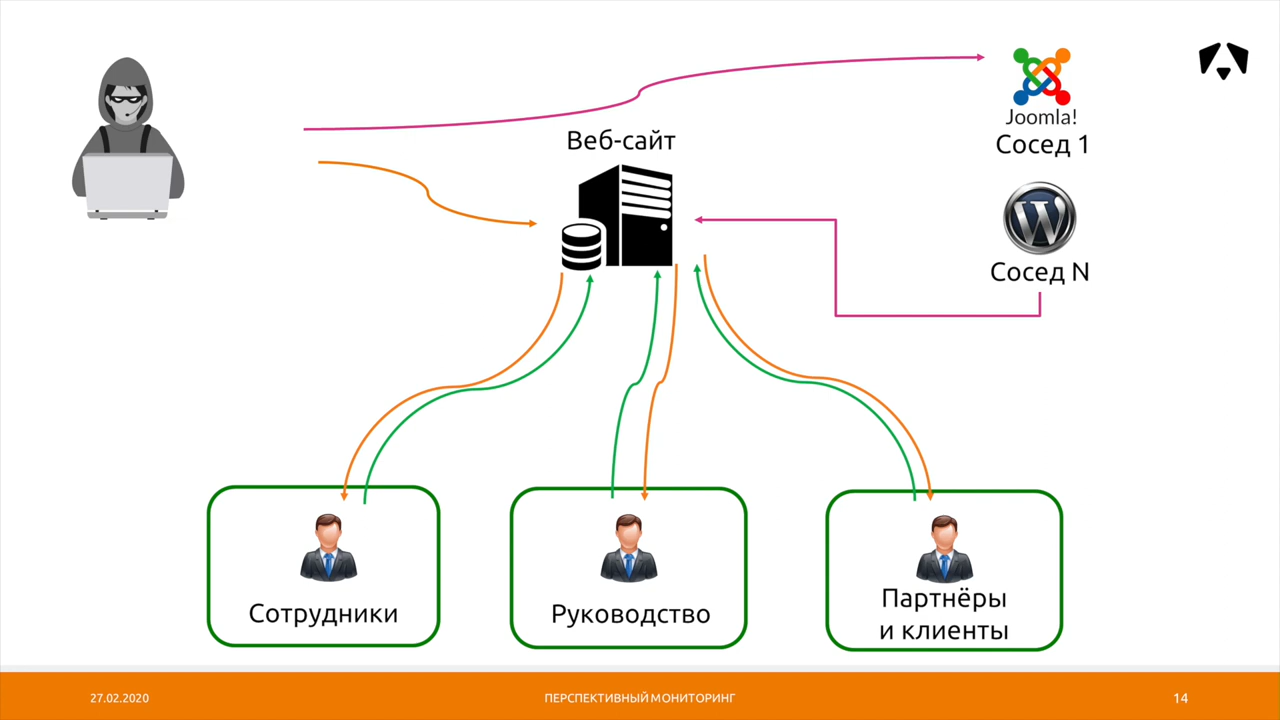 Joomla!
Сосед 1
Веб-сайт
Сосед N
Сотрудники
Руководство
Партнёры
и клиенты
27.02.2020
ПЕРСПЕКТИВНЫЙ МОНИТОРИНГ
14